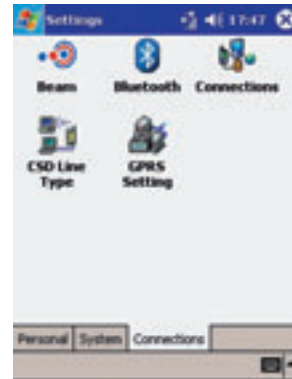 Settings 17:47
Beam Bluetooth Connections
CSD Line Type GPRS Setting
Personal System Connections